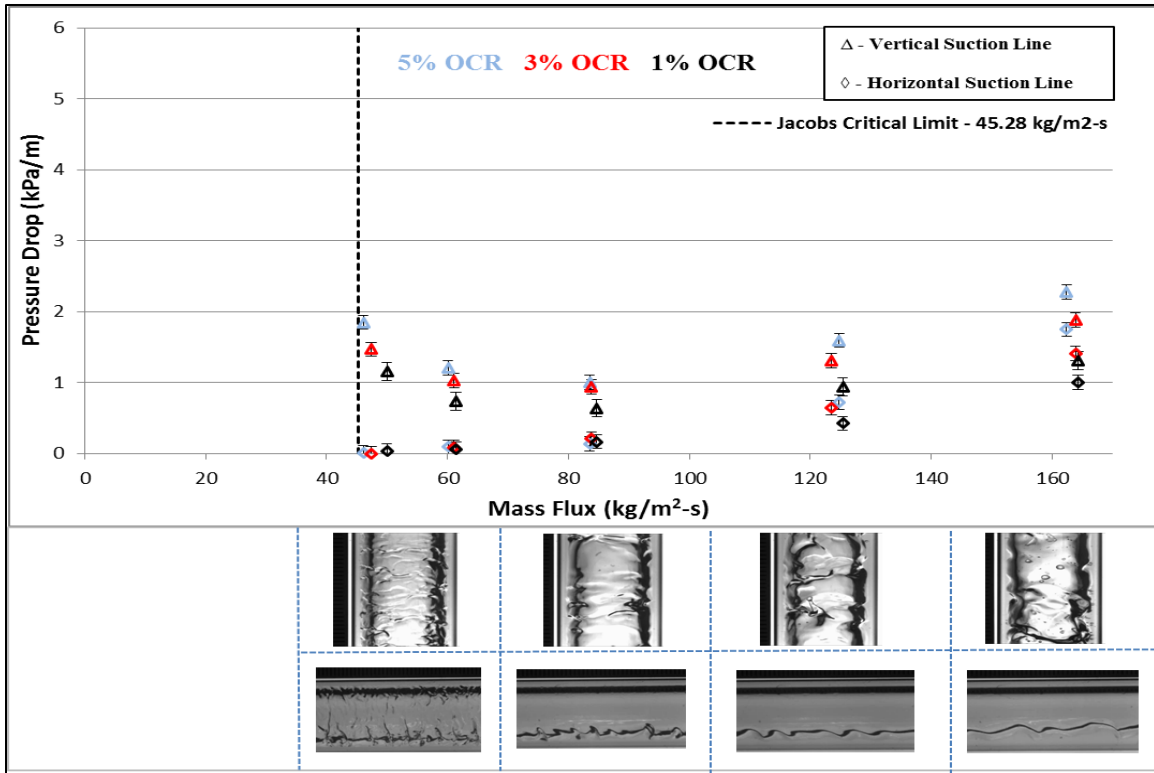 6
5% OCR 3% OCR 1% OCR
△ - Vertical Suction Line
◇ - Horizontal Suction Line
Jacobs Critical Limit - 45.28 kg/m2-s
5
4
3
2
1
0
Pressure Drop (kPa/m)
0 20 40 60 80 100 120 140 160
Mass Flux (kg/m²-s)